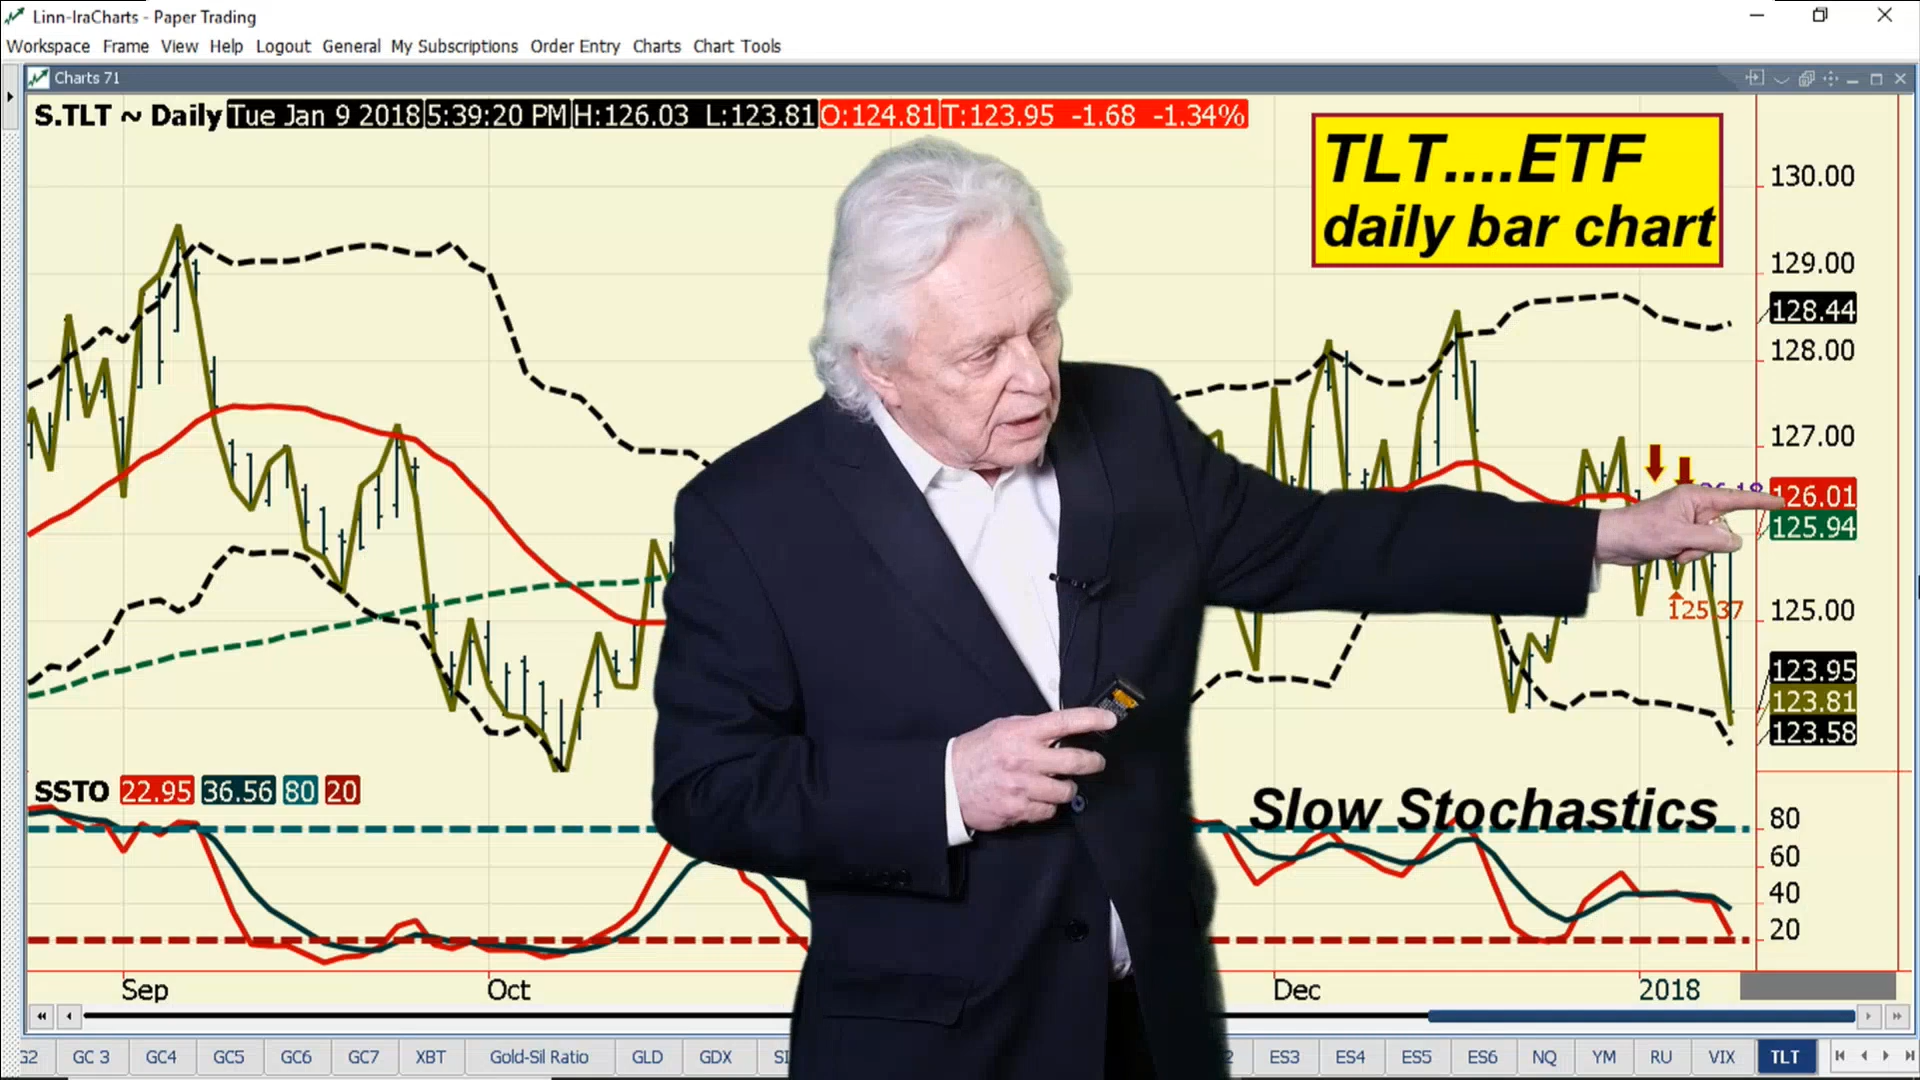 Linn-IraCharts - Paper Trading
Workspace Frame View Help Logout General My Subscriptions Order Entry Charts Chart Tools
Charts 71
S.TLT ~ Daily Tue Jan 9 2018 5:39:20 PM H:126.03 L:123.81 O:124.81 T:123.95 -1.68 -1.34%
TLT....ETF
daily bar chart
130.00
129.00
128.44
128.00
127.00
126.01
125.94
125.37
125.00
123.95
123.81
123.58
SSTO 22.95 36.56 80 20
Slow Stochastics
80
60
40
20
Sep Oct Dec 2018
GC 3 GC4 GC5 GC6 GC7 XBT Gold-Sil Ratio GLD GDX ES3 ES4 ES5 ES6 NQ YM RU VIX TLT